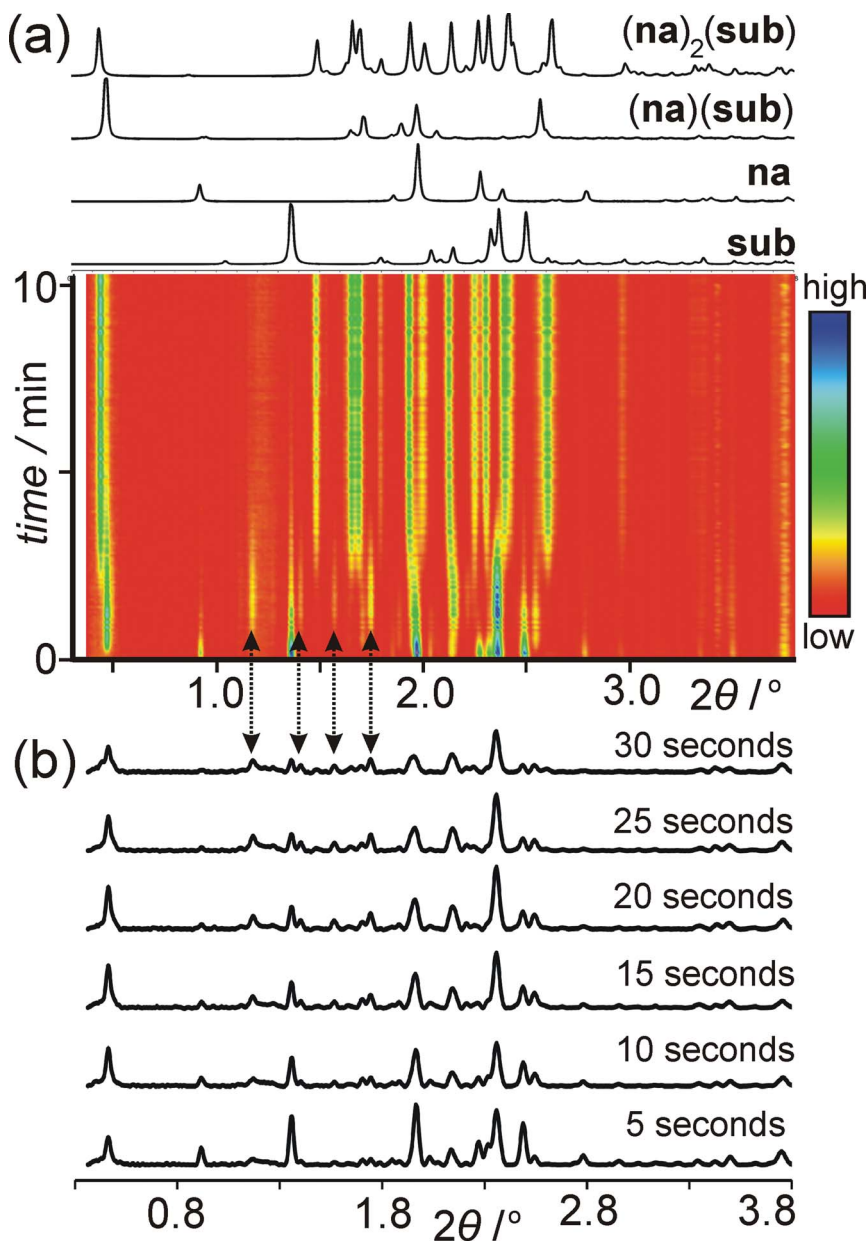 (a)
(na)2(sub)
(na)(sub)
na
sub
10
high
time / min
low
0
1.0 2.0 3.0 2θ / °
(b)
30 seconds
25 seconds
20 seconds
15 seconds
10 seconds
5 seconds
0.8 1.8 2θ / ° 2.8 3.8